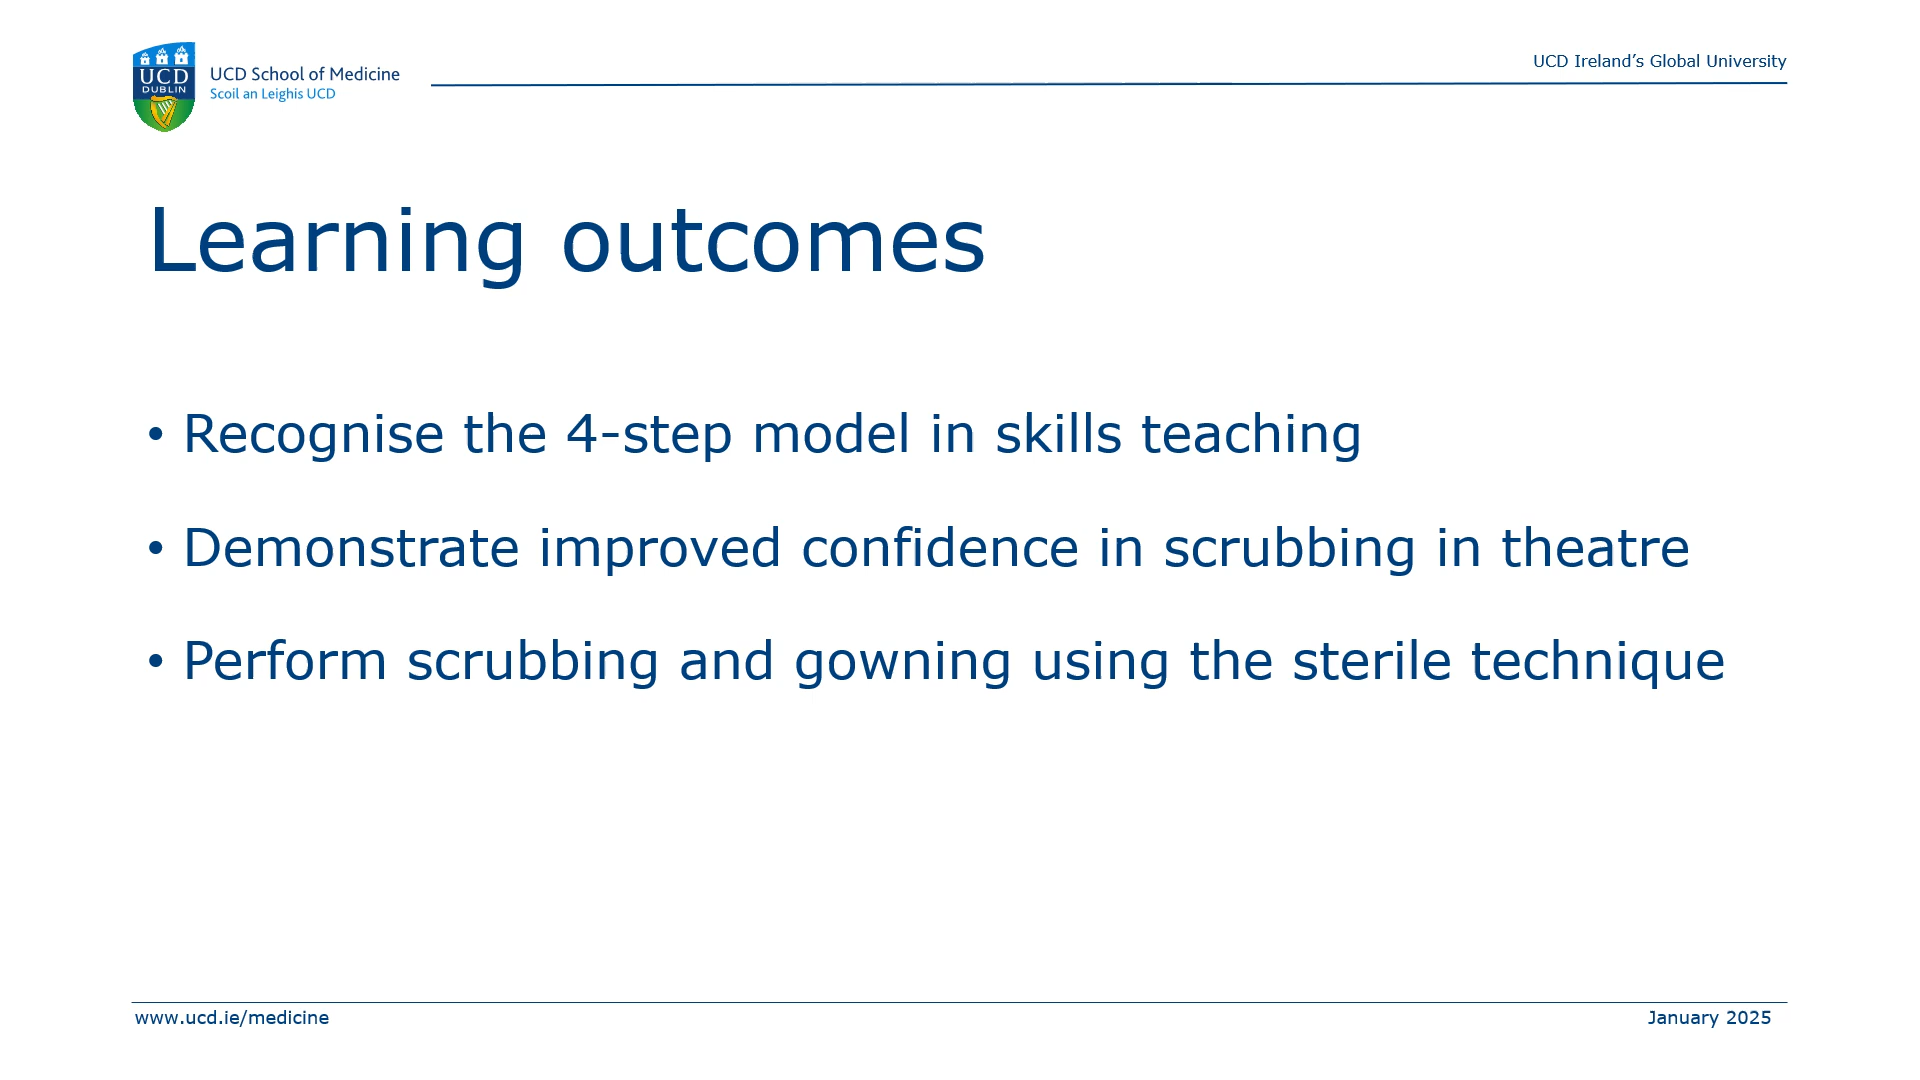 UCD
DUBLIN
UCD School of Medicine
Scoil an Leighis UCD
UCD Ireland’s Global University
Learning outcomes
• Recognise the 4-step model in skills teaching
• Demonstrate improved confidence in scrubbing in theatre
• Perform scrubbing and gowning using the sterile technique
www.ucd.ie/medicine
January 2025